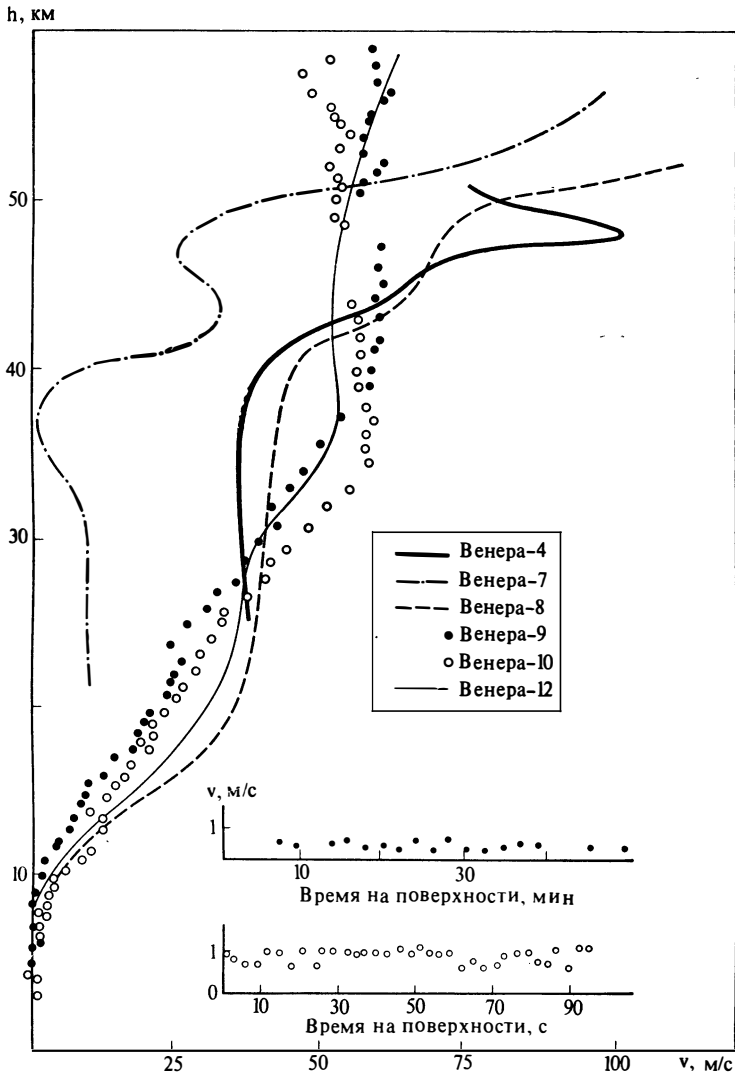 h, км
50
40
30
10
Венера-4
Венера-7
Венера-8
Венера-9
Венера-10
Венера-12
v, м/с
1
10
30
Время на поверхности, мин
1
0
10
30
50
70
90
Время на поверхности, с
25
50
75
100
v, м/с